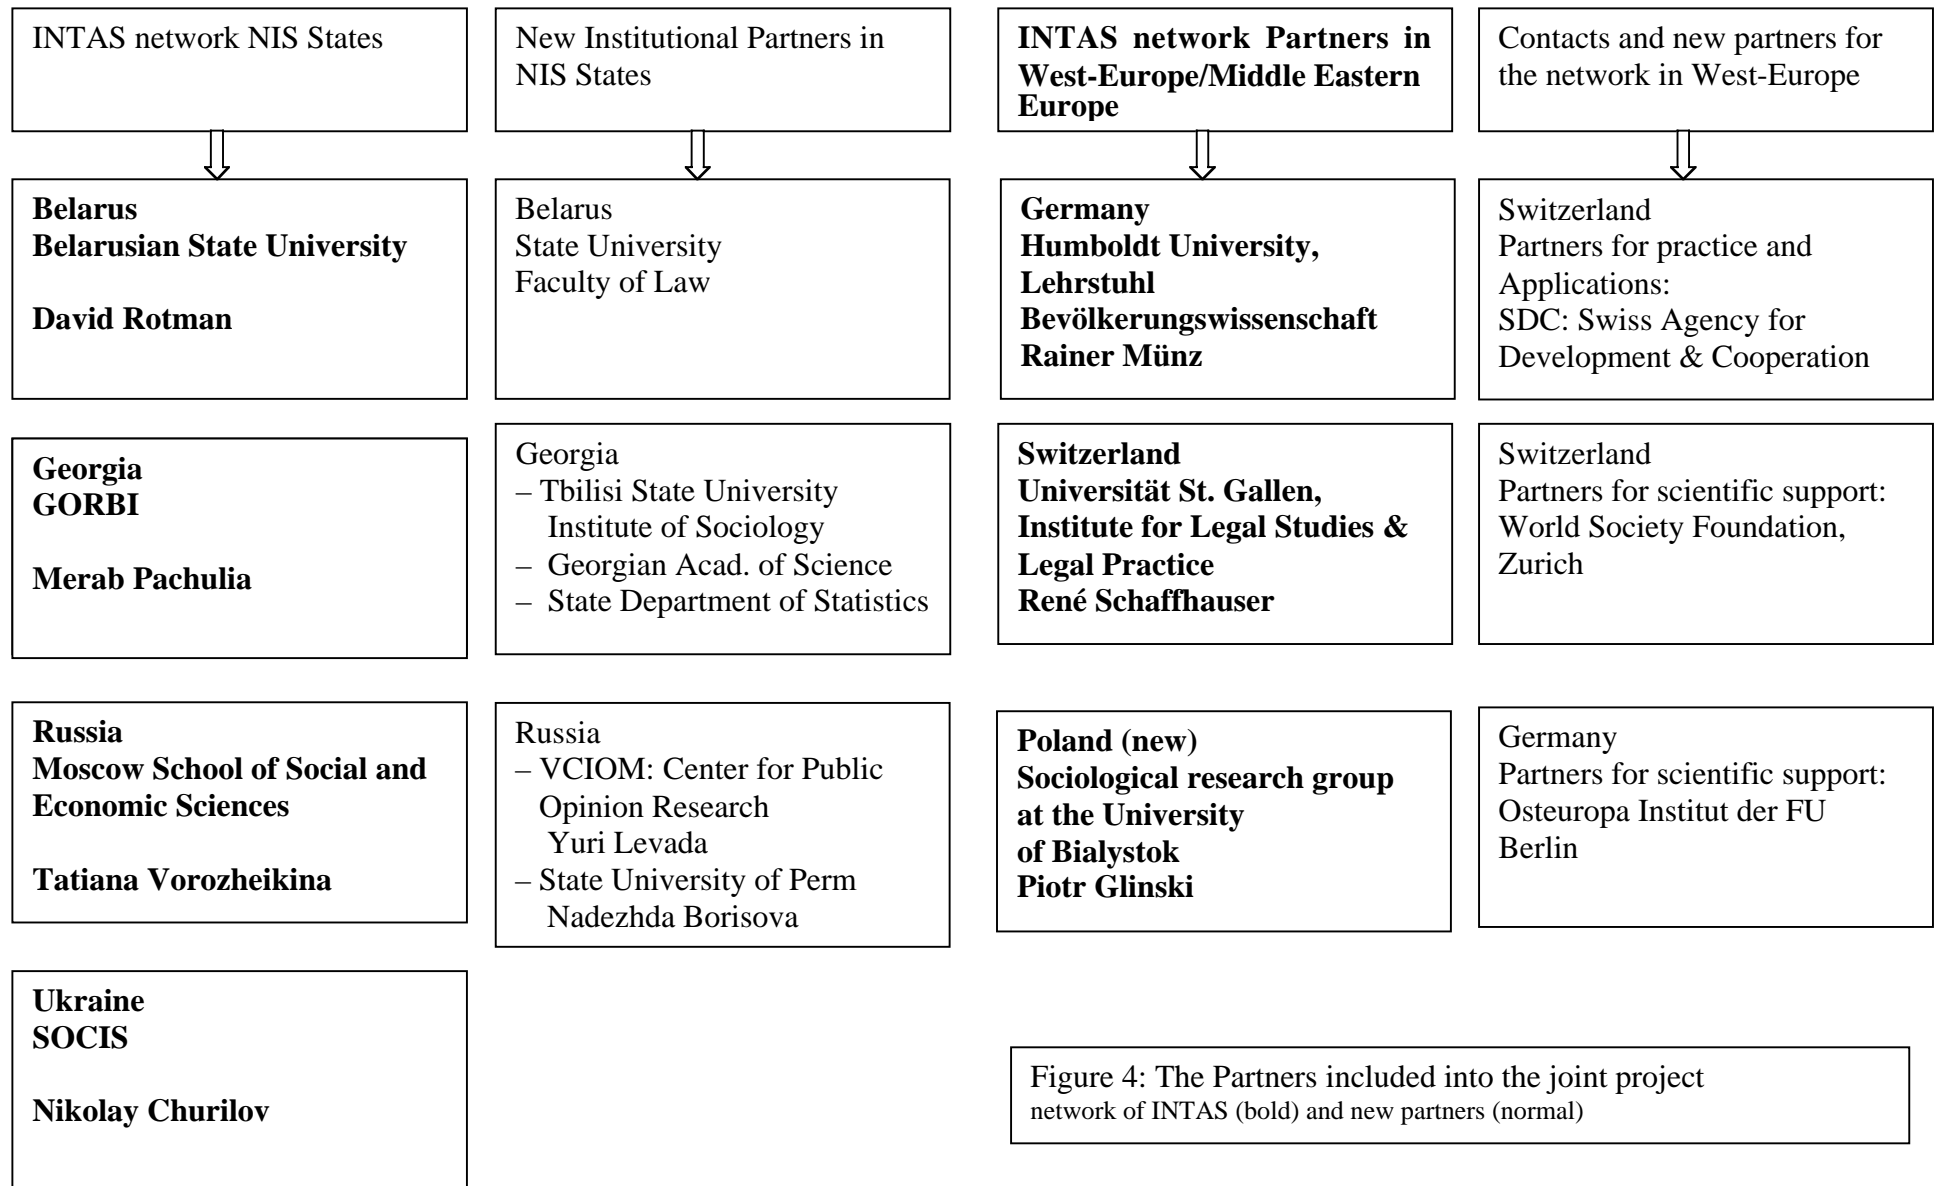 INTAS network NIS States
New Institutional Partners in
NIS States
INTAS network Partners in
West-Europe/Middle Eastern
Europe
Contacts and new partners for
the network in West-Europe
Belarus
Belarusian State University
David Rotman
Belarus
State University
Faculty of Law
Germany
Humboldt University,
Lehrstuhl
Bevölkerungswissenschaft
Rainer Münz
Switzerland
Partners for practice and
Applications:
SDC: Swiss Agency for
Development & Cooperation
Georgia
GORBI
Merab Pachulia
Georgia
– Tbilisi State University
Institute of Sociology
– Georgian Acad. of Science
– State Department of Statistics
Switzerland
Universität St. Gallen,
Institute for Legal Studies &
Legal Practice
René Schaffhauser
Switzerland
Partners for scientific support:
World Society Foundation,
Zurich
Russia
Moscow School of Social and
Economic Sciences
Tatiana Vorozheikina
Russia
– VCIOM: Center for Public
Opinion Research
Yuri Levada
– State University of Perm
Nadezhda Borisova
Poland (new)
Sociological research group
at the University
of Bialystok
Piotr Glinski
Germany
Partners for scientific support:
Osteuropa Institut der FU
Berlin
Ukraine
SOCIS
Nikolay Churilov
Figure 4: The Partners included into the joint project
network of INTAS (bold) and new partners (normal)